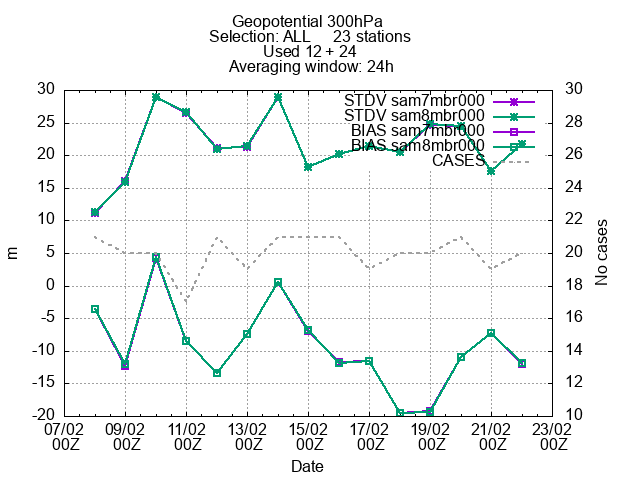 Geopotential 300hPa
Selection: ALL 23 stations
Used 12 + 24
Averaging window: 24h
30 30
25 28
20 26
15 24
10 22
5 20
0 18
-5 16
-10 14
-15 12
-20 10
STDV sam7mbr000
STDV sam8mbr000
BIAS sam7mbr000
BIAS sam8mbr000
CASES
m
No cases
07/02 09/02 11/02 13/02 15/02 17/02 19/02 21/02 23/02
00Z 00Z 00Z 00Z 00Z 00Z 00Z 00Z 00Z
Date